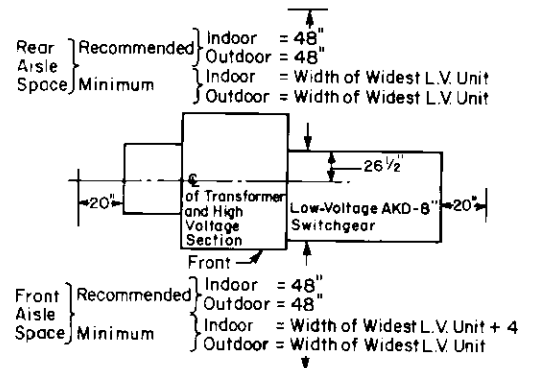 Rear Aisle Space
Recommended
Indoor = 48"
Outdoor = 48"
Minimum
Indoor = Width of Widest L.V. Unit
Outdoor = Width of Widest L.V. Unit
26 1/2"
20"
℄ of Transformer
and High
Voltage
Section
Low-Voltage AKD-8
Switchgear
20"
Front
Front Aisle Space
Recommended
Indoor = 48"
Outdoor = 48"
Minimum
Indoor = Width of Widest L.V. Unit + 4
Outdoor = Width of Widest L.V. Unit